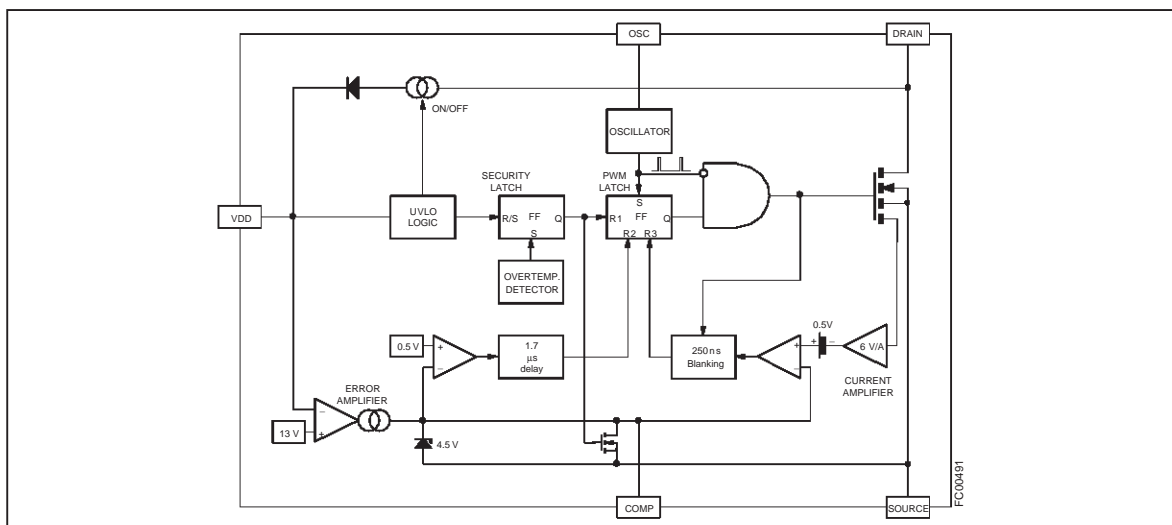 OSC
DRAIN
ON/OFF
OSCILLATOR
SECURITY
LATCH
PWM
LATCH
VDD
UVLO
LOGIC
R/S
FF
Q
S
R1
S
FF
Q
R2 R3
OVERTEMP.
DETECTOR
0.5 V
+
−
1.7
µs
delay
250 ns
Blanking
+
−
0.5V
+
−
6 V/A
CURRENT
AMPLIFIER
ERROR
AMPLIFIER
−
+
13 V
4.5 V
COMP
SOURCE
FC00491